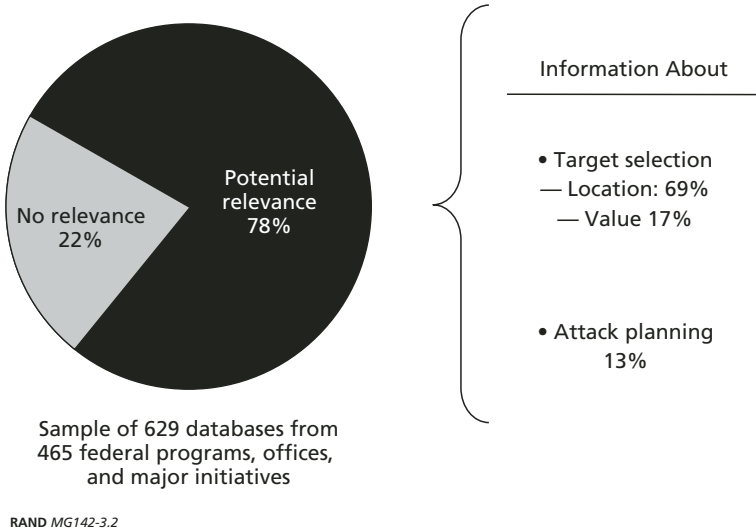 Potential
relevance
78%
No relevance
22%
Information About
• Target selection
— Location: 69%
— Value 17%
• Attack planning
13%
Sample of 629 databases from
465 federal programs, offices,
and major initiatives
RAND MG142-3.2